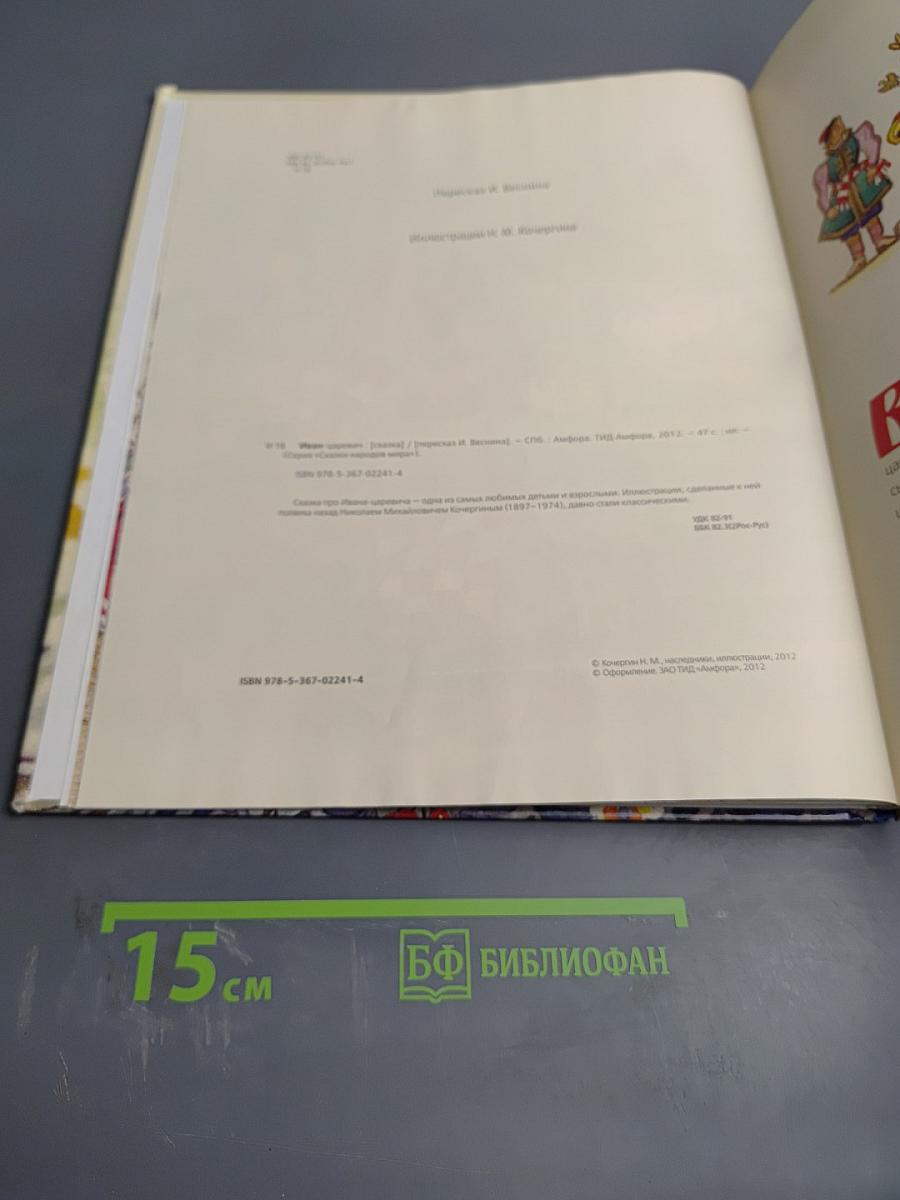 Пересказ И. Веснина
Иллюстрации Н. М. Кочергина
Иван-царевич : [сказка] / [пересказ И. Веснина]. — СПб. : Амфора. ТИД Амфора, 2012. — 47 с. : ил. —
(Серия «Сказки народов мира»).
ISBN 978-5-367-02241-4
Сказка про Ивана-царевича — одна из самых любимых детьми и взрослыми. Иллюстрации, сделанные к ней
полвека назад Николаем Михайловичем Кочергиным (1897–1974), давно стали классическими.
УДК 82-91
ББК 82.3(2Рос-Рус)
© Кочергин Н. М., наследники, иллюстрации, 2012
© Оформление. ЗАО ТИД «Амфора», 2012
ISBN 978-5-367-02241-4
15 см
БФ БИБЛИОФАН